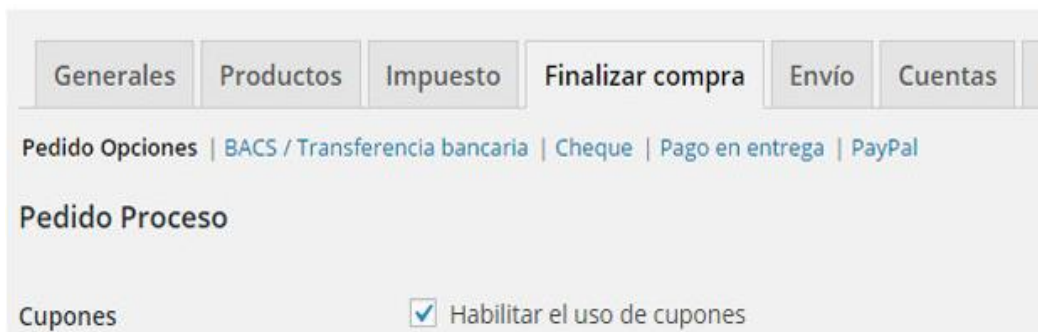 Generales Productos Impuesto Finalizar compra Envío Cuentas
Pedido Opciones | BACS / Transferencia bancaria | Cheque | Pago en entrega | PayPal
Pedido Proceso
Cupones Habilitar el uso de cupones